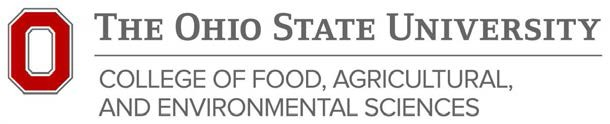 THE OHIO STATE UNIVERSITY
COLLEGE OF FOOD, AGRICULTURAL,
AND ENVIRONMENTAL SCIENCES